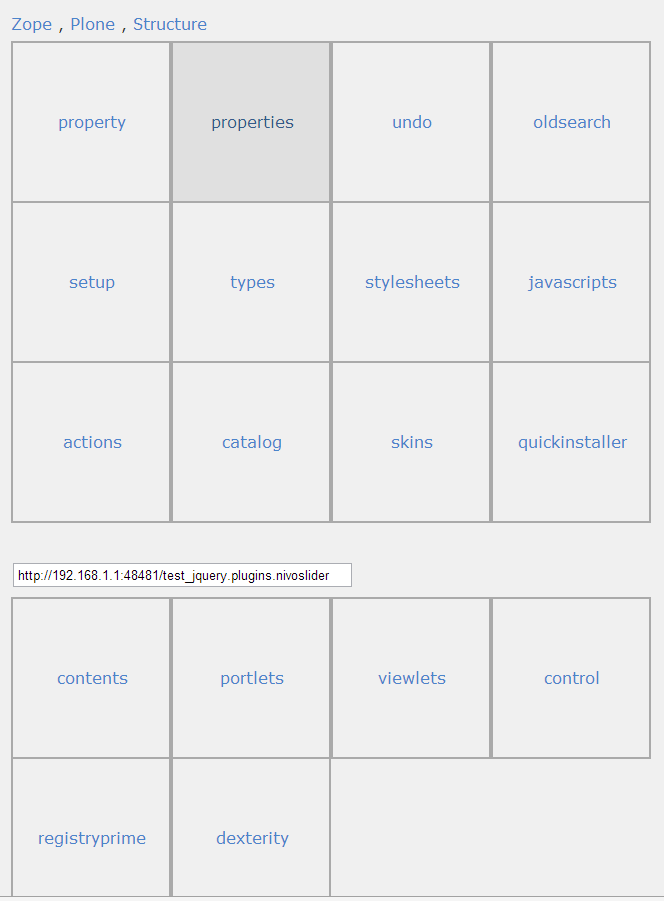 Zope , Plone , Structure
property properties undo oldsearch
setup types stylesheets javascripts
actions catalog skins quickinstaller
http://192.168.1.1:48481/test_jquery.plugins.nivoslider
contents portlets viewlets control
registryprime dexterity